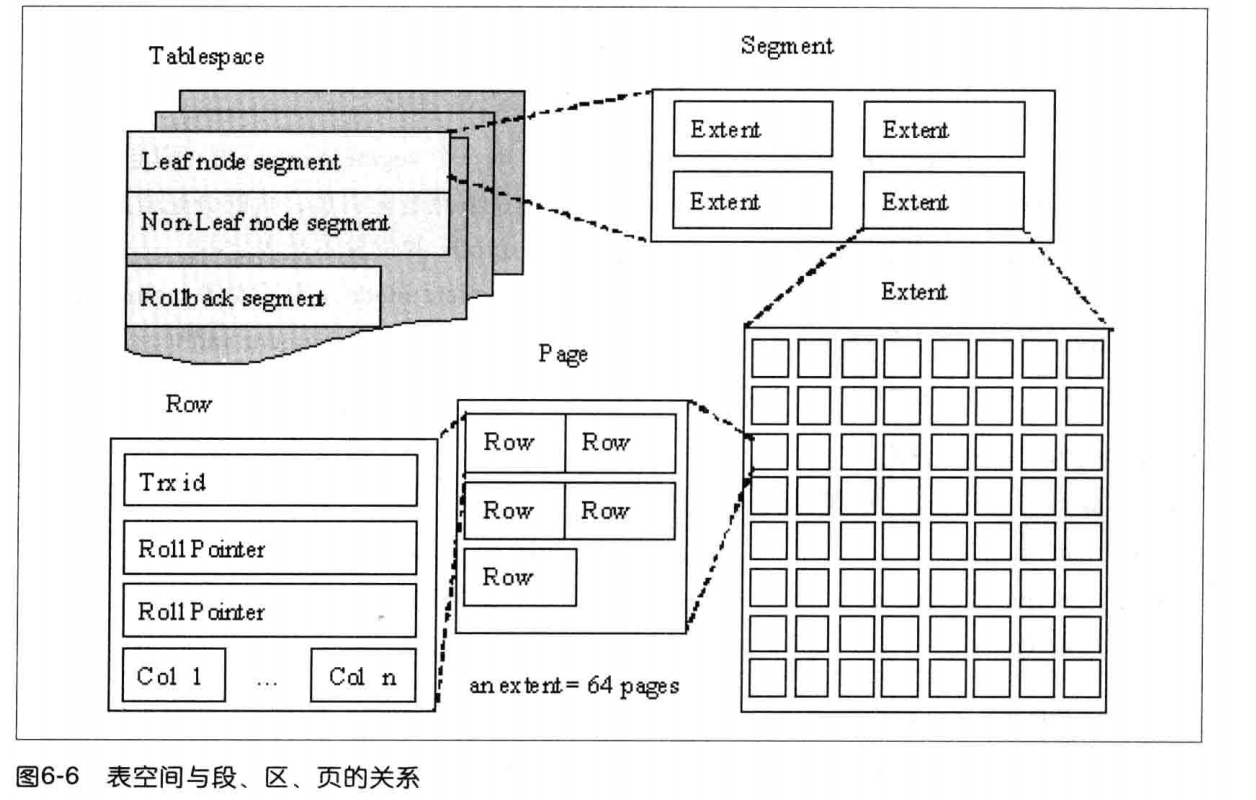 Tablespace
Segment
Leaf node segment
Non-Leaf node segment
Rollback segment
Extent Extent
Extent Extent
Extent
Page
Row Row
Row Row
Row
an extent = 64 pages
Row
Trx id
Roll Pointer
Roll Pointer
Col 1 ... Col n
图6-6 表空间与段、区、页的关系